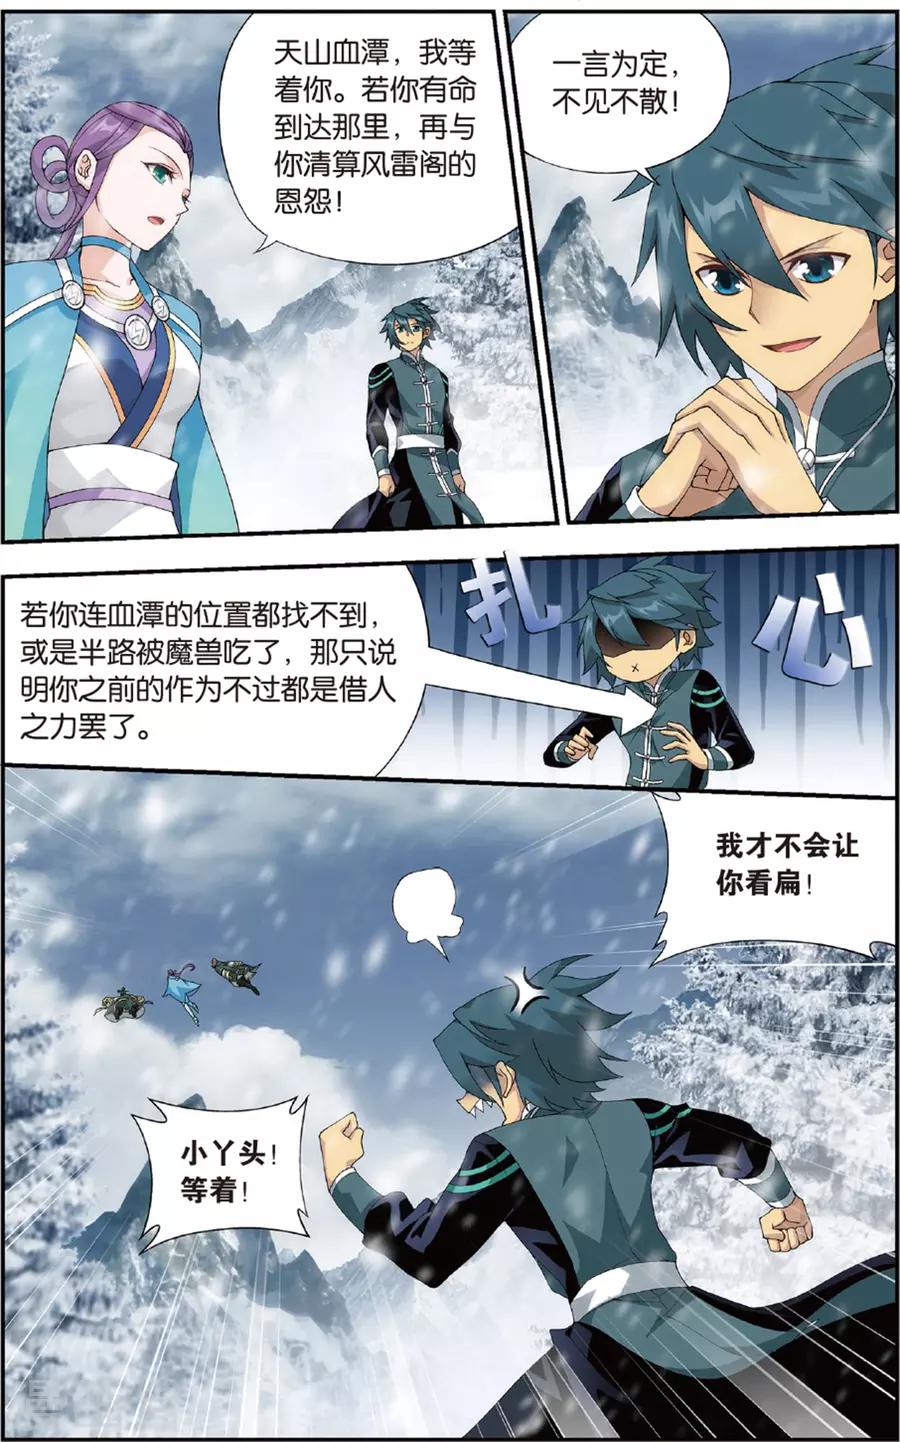 天山血潭，我等
着你。若你有命
到达那里，再与
你清算风雷阁的
恩怨！
一言为定，
不见不散！
若你连血潭的位置都找不到，
或是半路被魔兽吃了，那只说
明你之前的作为不过都是借人
之力罢了。
扎
心
我才不会让
你看扁！
小丫头！
等着！